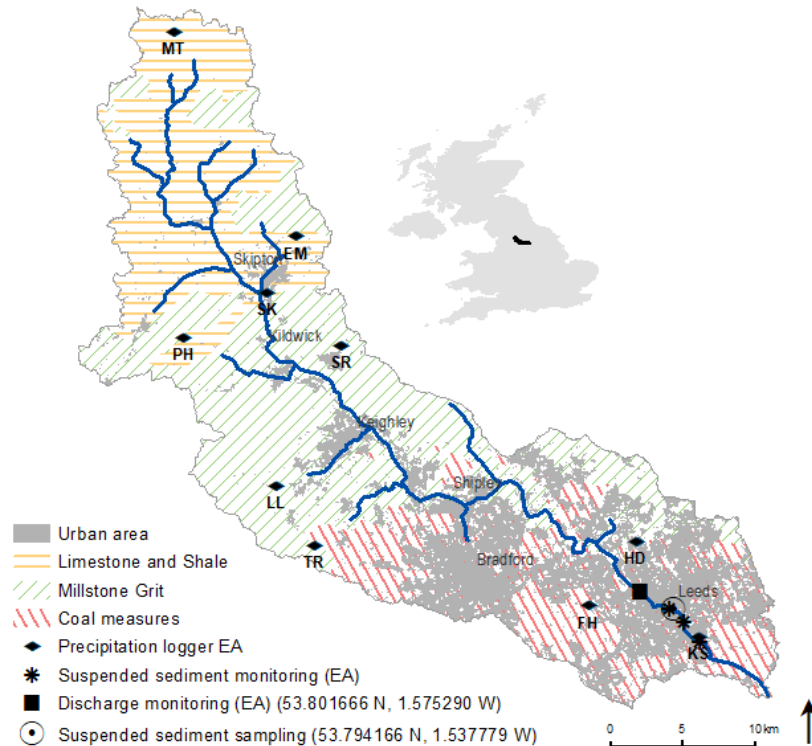 MT
EM
Skipton
SK
Kildwick
PH
SR
Keighley
LL
Shipley
TR
Bradford
HD
Leeds
FH
KS
Urban area
Limestone and Shale
Millstone Grit
Coal measures
Precipitation logger EA
Suspended sediment monitoring (EA)
Discharge monitoring (EA) (53.801666 N, 1.575290 W)
Suspended sediment sampling (53.794166 N, 1.537779 W)
0 5 10 km